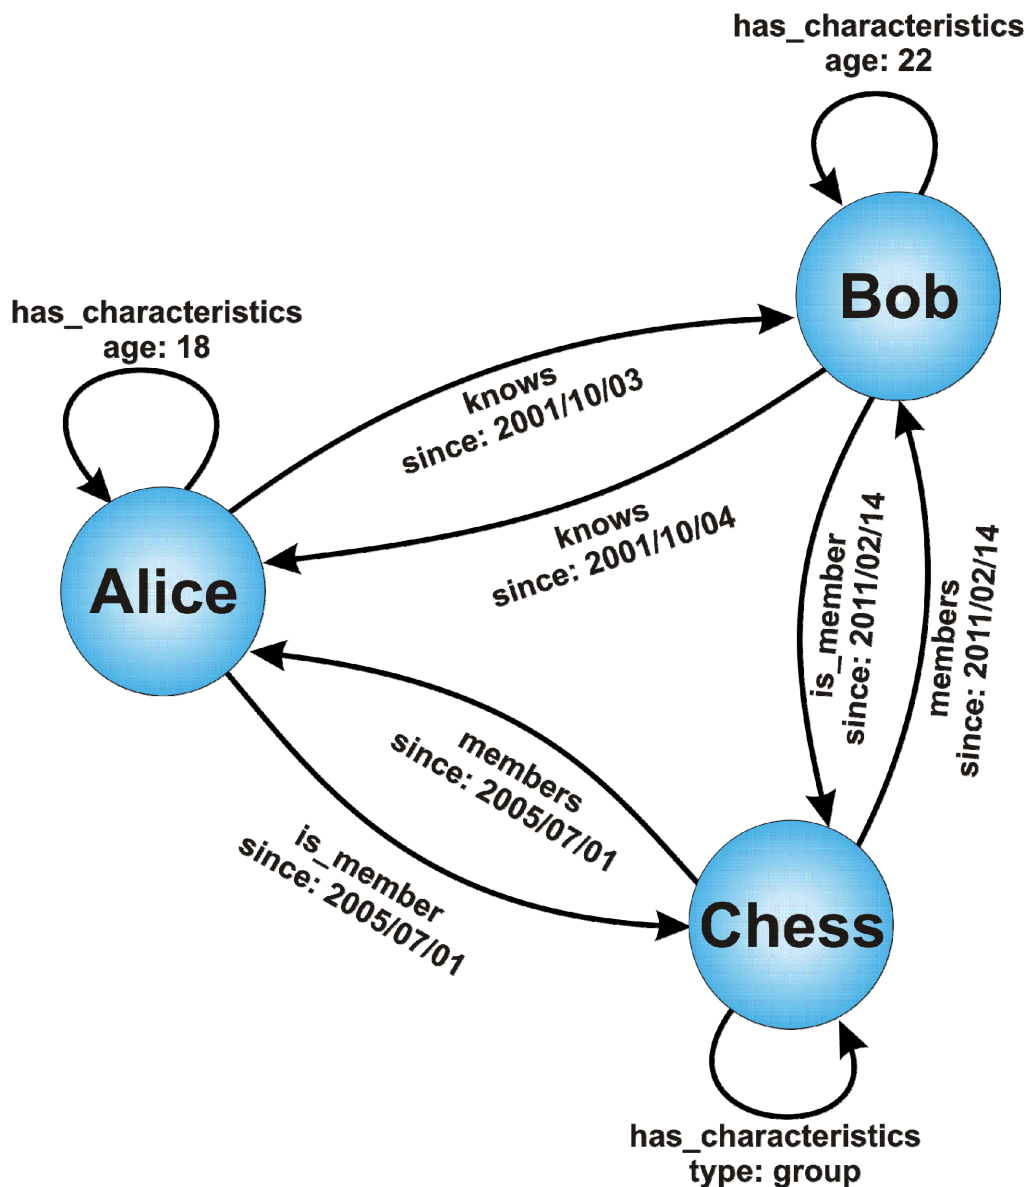 has_characteristics
age: 22
Bob
has_characteristics
age: 18
knows
since: 2001/10/03
knows
since: 2001/10/04
Alice
is_member
since: 2011/02/14
members
since: 2011/02/14
members
since: 2005/07/01
is_member
since: 2005/07/01
Chess
has_characteristics
type: group